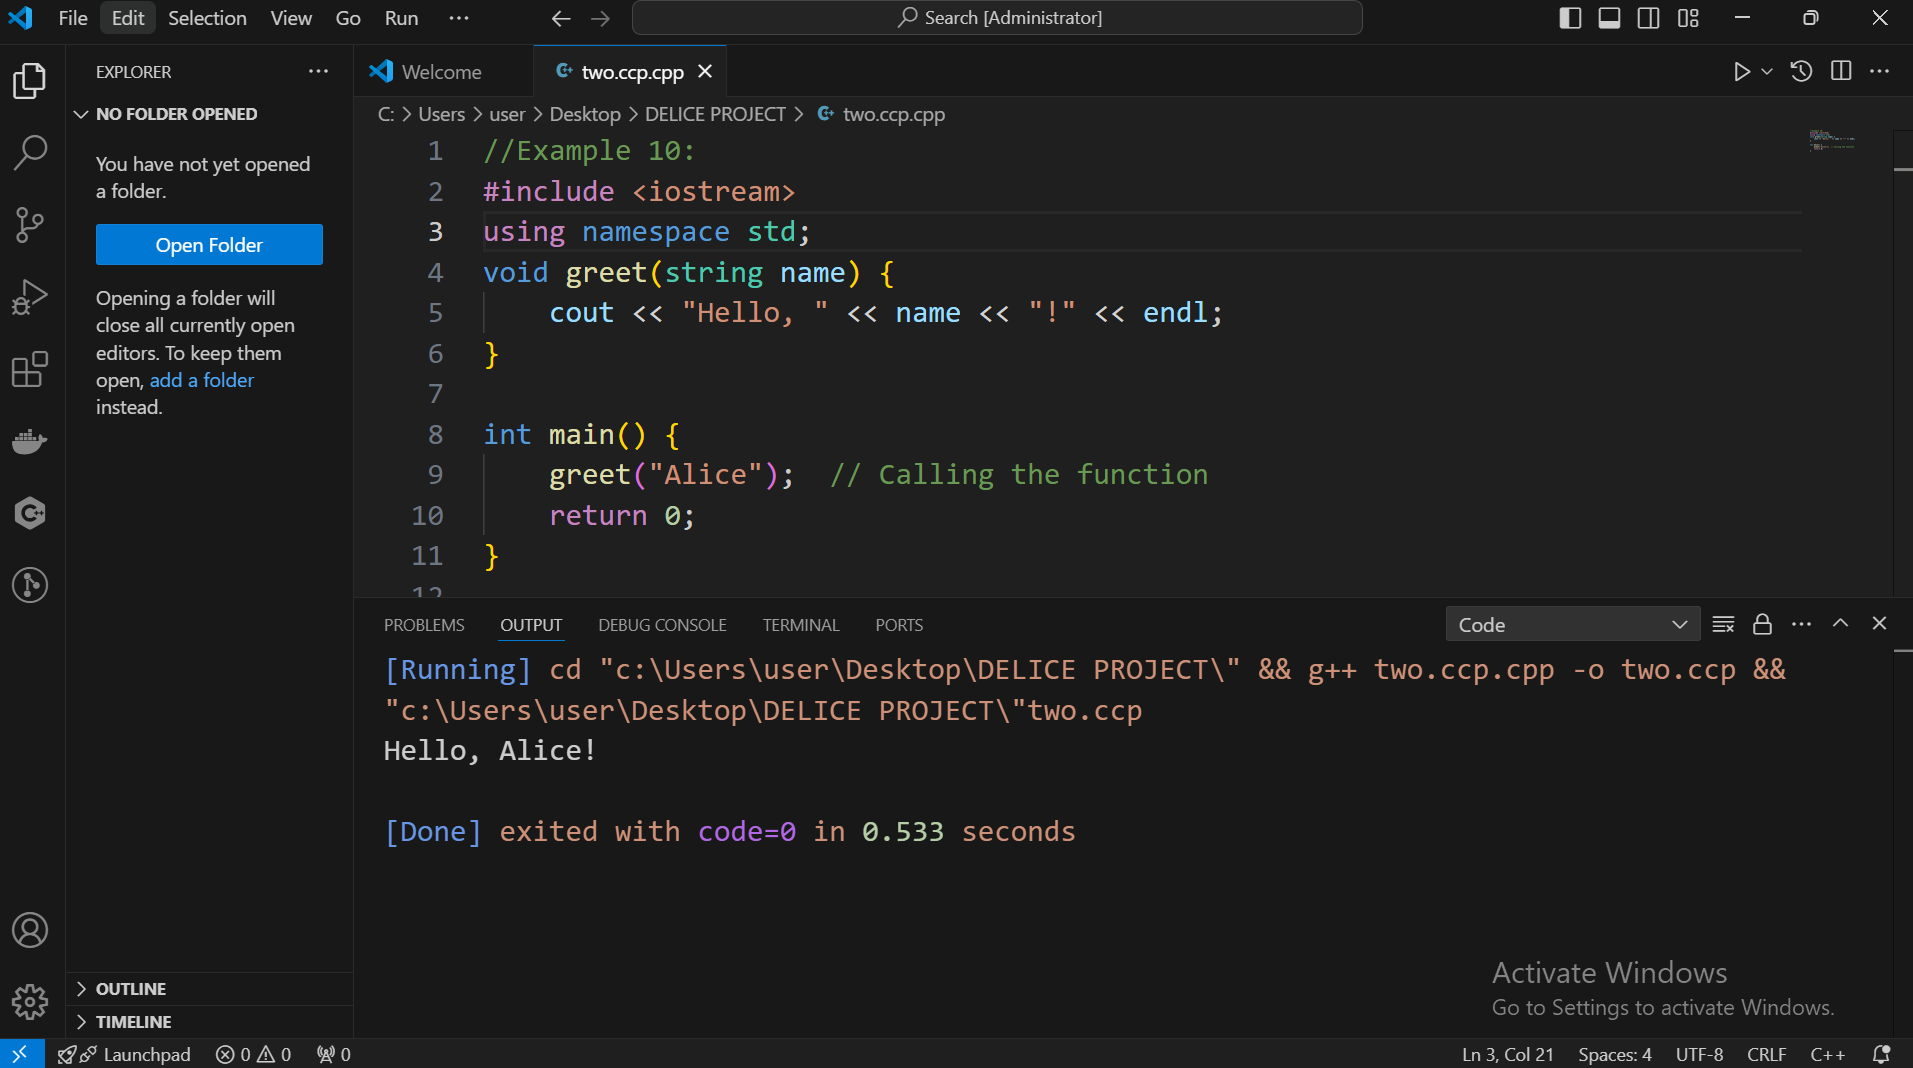 File Edit Selection View Go Run ··· Search [Administrator]
EXPLORER ···
Welcome two.ccp.cpp
NO FOLDER OPENED
You have not yet opened
a folder.
Open Folder
Opening a folder will
close all currently open
editors. To keep them
open, add a folder
instead.
OUTLINE
TIMELINE
C: > Users > user > Desktop > DELICE PROJECT > two.ccp.cpp
1 //Example 10:
2 #include <iostream>
3 using namespace std;
4 void greet(string name) {
5     cout << "Hello, " << name << "!" << endl;
6 }
7
8 int main() {
9     greet("Alice");  // Calling the function
10     return 0;
11 }
12
PROBLEMS OUTPUT DEBUG CONSOLE TERMINAL PORTS Code
[Running] cd "c:\Users\user\Desktop\DELICE PROJECT\" && g++ two.ccp.cpp -o two.ccp &&
"c:\Users\user\Desktop\DELICE PROJECT\"two.ccp
Hello, Alice!
[Done] exited with code=0 in 0.533 seconds
Activate Windows
Go to Settings to activate Windows.
Launchpad 0 0 0 Ln 3, Col 21 Spaces: 4 UTF-8 CRLF C++